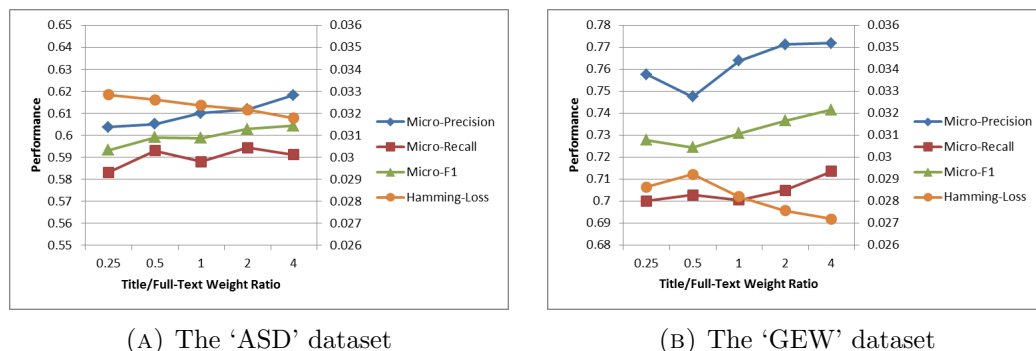 0.65
0.64
0.63
0.62
0.61
0.6
0.59
0.58
0.57
0.56
0.55
Performance
0.036
0.035
0.034
0.033
0.032
0.031
0.03
0.029
0.028
0.027
0.026
0.25 0.5 1 2 4
Title/Full-Text Weight Ratio
Micro-Precision
Micro-Recall
Micro-F1
Hamming-Loss
(A) The ‘ASD’ dataset
0.78
0.77
0.76
0.75
0.74
0.73
0.72
0.71
0.7
0.69
0.68
Performance
0.036
0.035
0.034
0.033
0.032
0.031
0.03
0.029
0.028
0.027
0.026
0.25 0.5 1 2 4
Title/Full-Text Weight Ratio
Micro-Precision
Micro-Recall
Micro-F1
Hamming-Loss
(B) The ‘GEW’ dataset